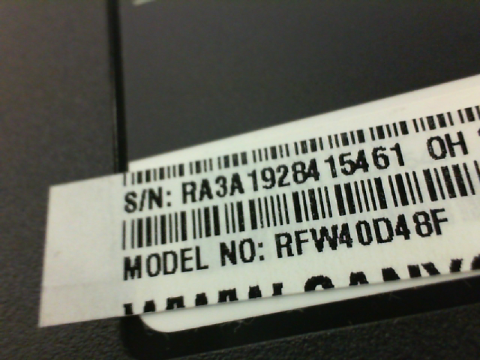 S/N: RA3A1928415461 OH
MODEL NO: RFW40D48F